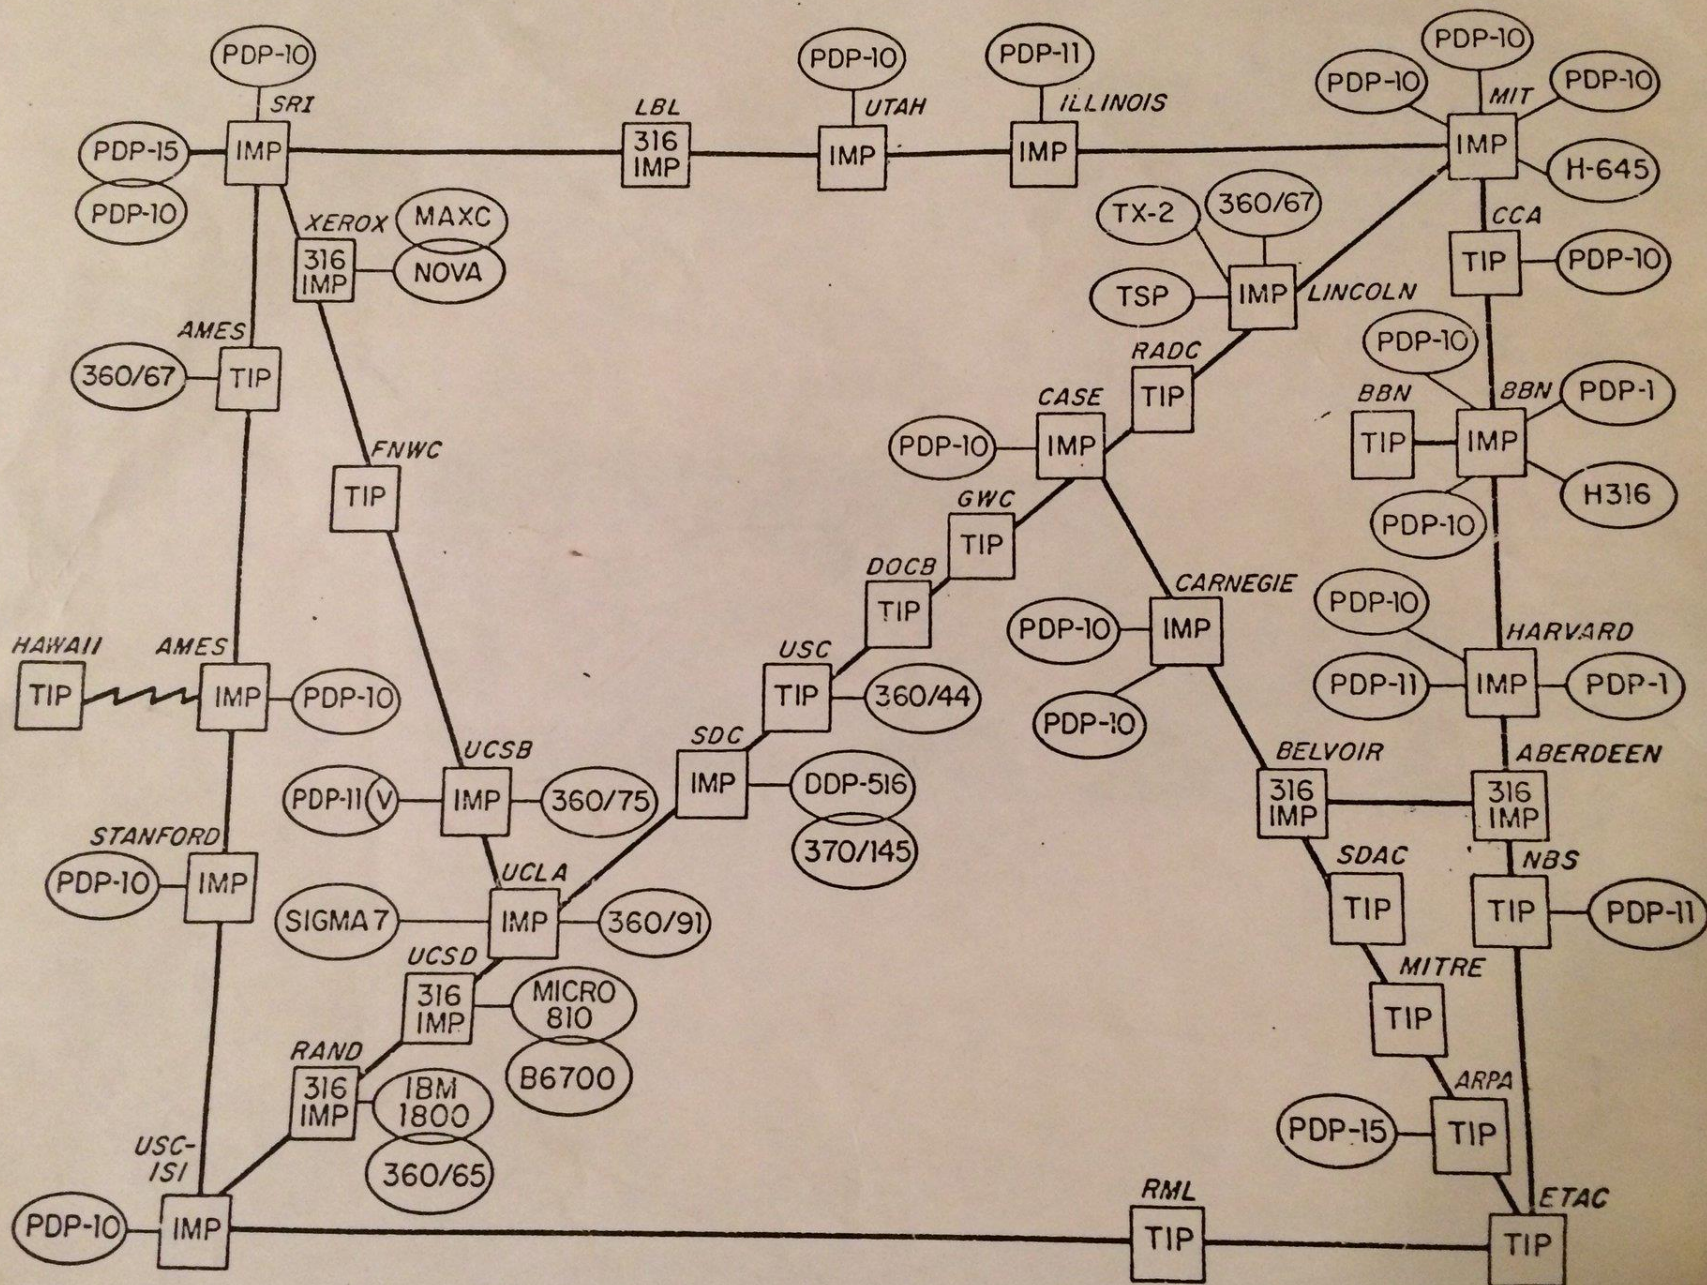 PDP-10
PDP-10
PDP-11
PDP-10
PDP-10
PDP-10
SRI
LBL
UTAH
ILLINOIS
MIT
PDP-15
IMP
316
IMP
IMP
IMP
IMP
H-645
PDP-10
XEROX
MAXC
NOVA
316
IMP
TX-2
360/67
TSP
IMP
LINCOLN
CCA
TIP
PDP-10
AMES
360/67
TIP
RADC
TIP
CASE
PDP-10
IMP
PDP-10
BBN
TIP
BBN
IMP
PDP-1
H316
PDP-10
FNWC
TIP
GWC
TIP
DOCB
TIP
CARNEGIE
PDP-10
IMP
PDP-10
PDP-10
HARVARD
PDP-11
IMP
PDP-1
HAWAII
TIP
AMES
IMP
PDP-10
USC
TIP
360/44
SDC
IMP
DDP-516
370/145
UCSB
PDP-11 V
IMP
360/75
BELVOIR
316
IMP
ABERDEEN
316
IMP
STANFORD
PDP-10
IMP
UCLA
SIGMA 7
IMP
360/91
SDAC
TIP
NBS
TIP
PDP-11
UCSD
316
IMP
MICRO
810
B6700
MITRE
TIP
RAND
316
IMP
IBM
1800
360/65
ARPA
PDP-15
TIP
USC-
ISI
PDP-10
IMP
RML
TIP
ETAC
TIP